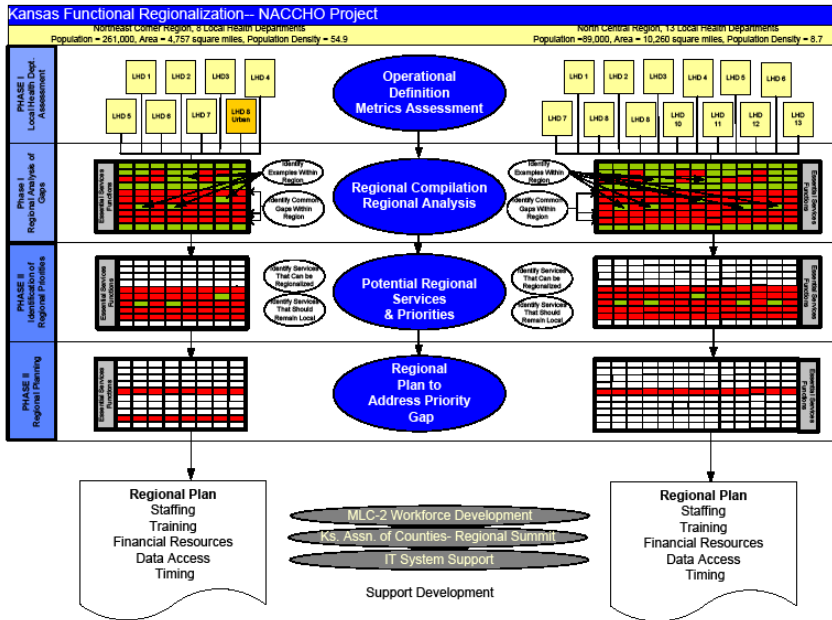 Kansas Functional Regionalization-- NACCHO Project
Northeast Corner Region, 8 Local Health Departments
Population = 261,000, Area = 4,757 square miles, Population Density = 54.9
North Central Region, 13 Local Health Departments
Population =89,000, Area = 10,260 square miles, Population Density = 8.7
PHASE I
Local Health Dept.
Assessment
LHD 1
LHD 2
LHD3
LHD 4
LHD 5
LHD 6
LHD 7
LHD 8
Urban
Operational
Definition
Metrics Assessment
LHD 1
LHD 2
LHD 3
LHD 4
LHD 5
LHD 6
LHD 7
LHD 8
LHD 8
LHD
10
LHD
11
LHD
12
LHD
13
Phase I
Regional Analysis of
Gaps
Essential Services
Functions
Identify
Examples Within
Region
Identify Common
Gaps Within
Region
Regional Compilation
Regional Analysis
Identify
Examples Within
Region
Identify Common
Gaps Within
Region
Essential Services
Functions
PHASE II
Identification of
Regional Priorities
Essential Services
Functions
Identify Services
That Can be
Regionalized
Identify Services
That Should
Remain Local
Potential Regional
Services
& Priorities
Identify Services
That Can be
Regionalized
Identify Services
That Should
Remain Local
Essential Services
Functions
PHASE II
Regional Planning
Essential Services
Functions
Regional
Plan to
Address Priority
Gap
Essential Services
Functions
Regional Plan
Staffing
Training
Financial Resources
Data Access
Timing
MLC-2 Workforce Development
Ks. Assn. of Counties- Regional Summit
IT System Support
Support Development
Regional Plan
Staffing
Training
Financial Resources
Data Access
Timing